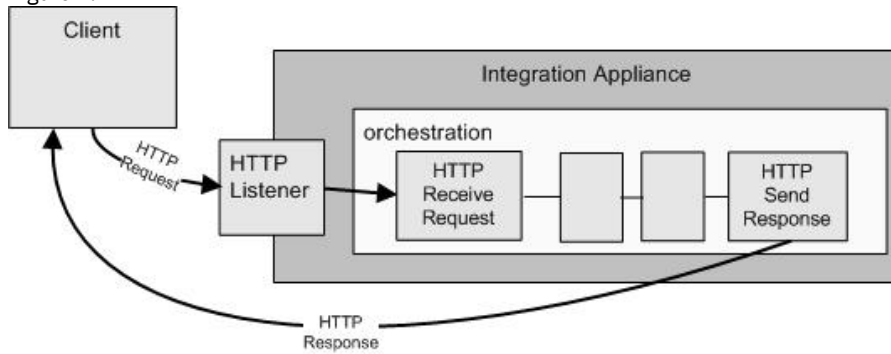 Client
Integration Appliance
orchestration
HTTP
Request
HTTP
Listener
HTTP
Receive
Request
HTTP
Send
Response
HTTP
Response